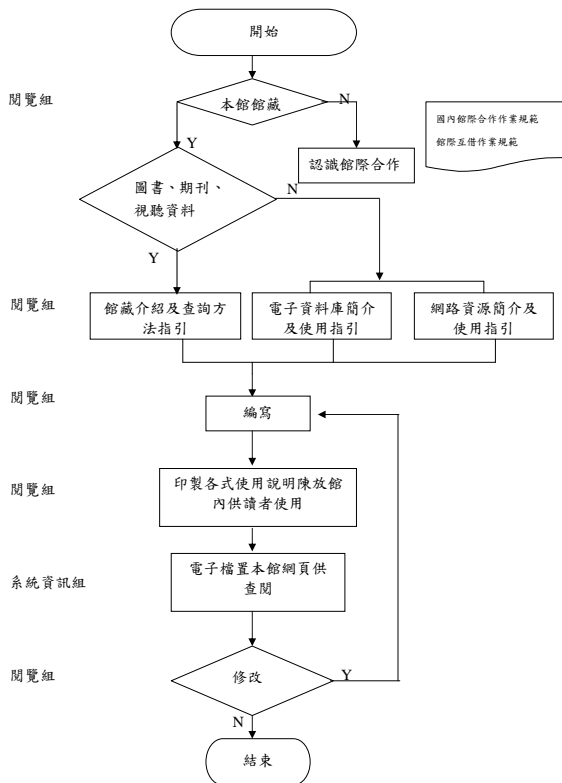 開始
閱覽組
本館館藏
N
國內館際合作作業規範
館際互借作業規範
Y
認識館際合作
圖書、期刊、
視聽資料
N
Y
閱覽組
館藏介紹及查詢方
法指引
電子資料庫簡介
及使用指引
網路資源簡介及
使用指引
閱覽組
編寫
閱覽組
印製各式使用說明陳放館
內供讀者使用
系統資訊組
電子檔置本館網頁供
查閱
閱覽組
修改
Y
N
結束